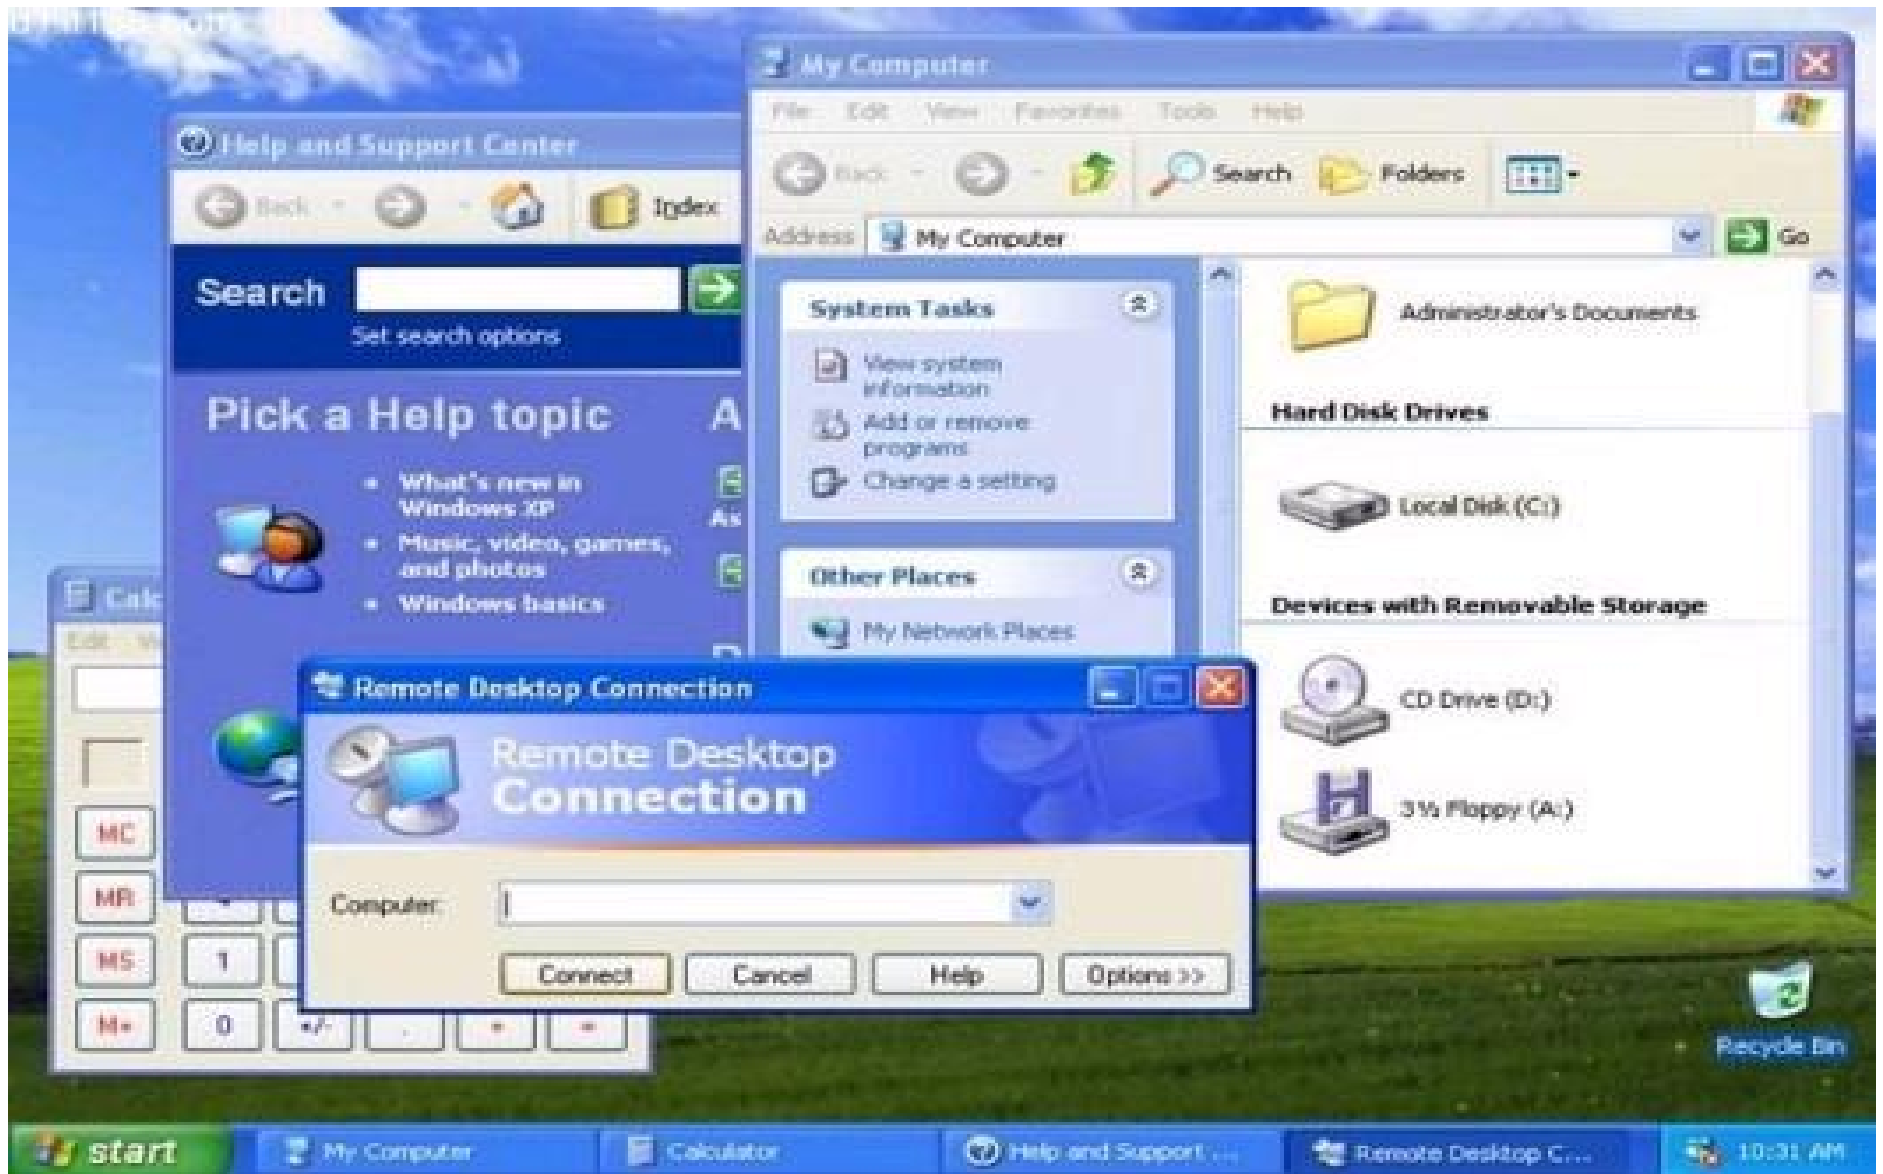 My Computer
File Edit View Favorites Tools Help
Back Search Folders
Address My Computer Go
System Tasks
View system
information
Add or remove
programs
Change a setting
Other Places
My Network Places
Administrator's Documents
Hard Disk Drives
Local Disk (C:)
Devices with Removable Storage
CD Drive (D:)
3½ Floppy (A:)
Help and Support Center
Back Index
Search
Set search options
Pick a Help topic
A
What's new in
Windows XP
As
Music, video, games,
and photos
Windows basics
Calc
Edit
MC
MR
MS 1
M+ 0 +/- . + =
Remote Desktop Connection
Remote Desktop
Connection
Computer:
Connect Cancel Help Options >>
Recycle Bin
start My Computer Calculator Help and Support ... Remote Desktop C... 10:31 AM